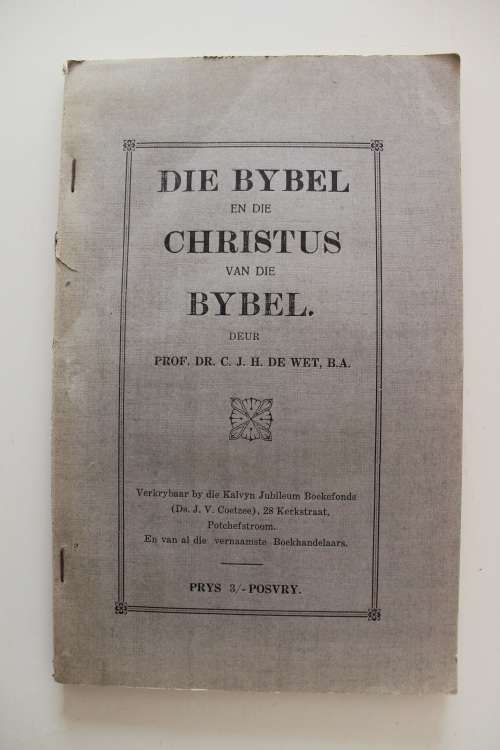 DIE BYBEL
EN DIE
CHRISTUS
VAN DIE
BYBEL.
DEUR
PROF. DR. C. J. H. DE WET, B.A.
Verkrybaar by die Kalvyn Jubileum Boekefonds
(Ds. J. V. Coetzee), 28 Kerkstraat,
Potchefstroom.
En van al die vernaamste Boekhandelaars.
PRYS 3/- POSVRY.